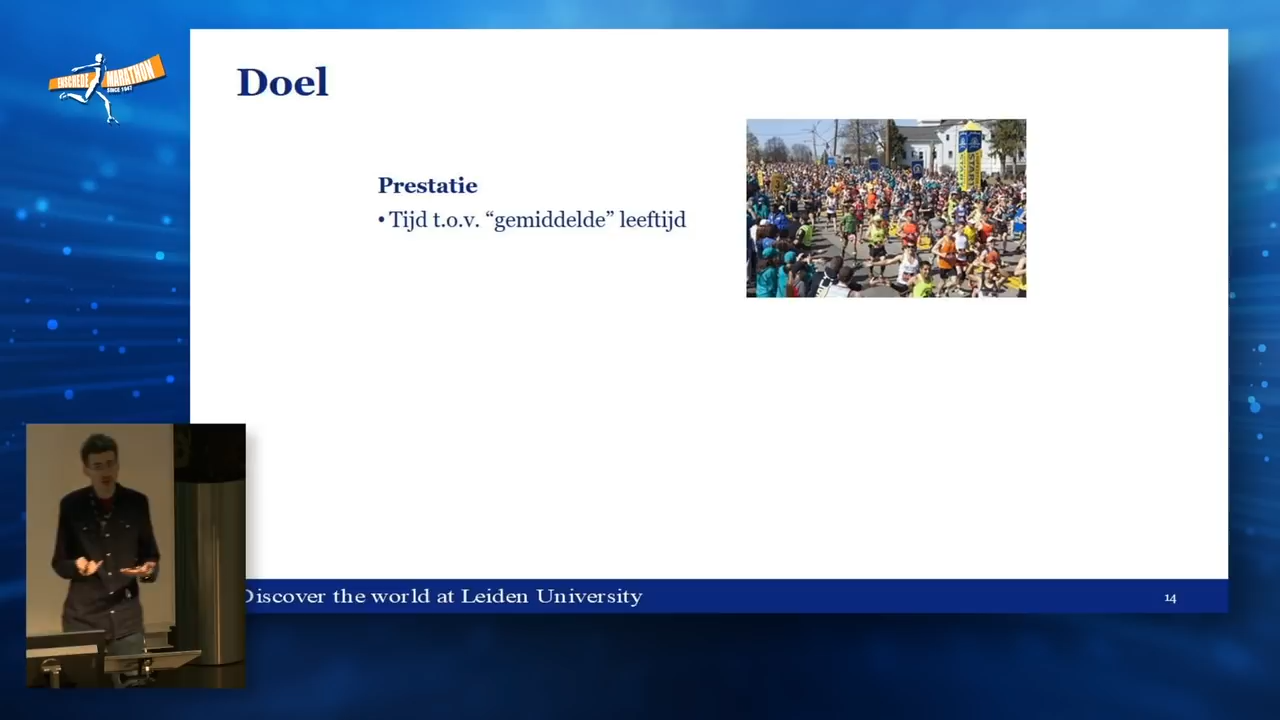 ENSCHEDE MARATHON
SINCE 1947
Doel
Prestatie
• Tijd t.o.v. “gemiddelde” leeftijd
Discover the world at Leiden University
14